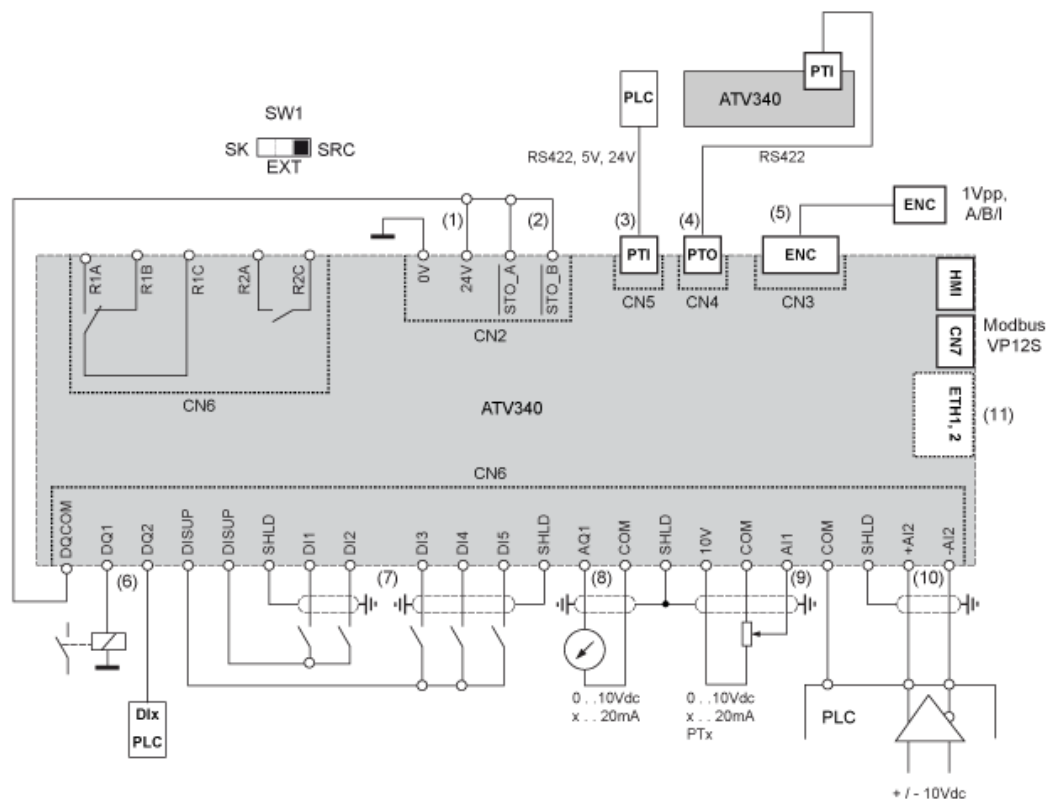 PTI
ATV340
PLC
SW1
SK
SRC
EXT
RS422, 5V, 24V
RS422
(1)
(2)
(3)
(4)
(5)
ENC
1Vpp,
A/B/I
R1A
R1B
R1C
R2A
R2C
0V
24V
STO_A
STO_B
PTI
PTO
ENC
CN5
CN4
CN3
HMI
CN2
CN7
Modbus
VP12S
CN6
ATV340
ETH1, 2
(11)
CN6
DQCOM
DQ1
DQ2
DISUP
DISUP
SHLD
DI1
DI2
DI3
DI4
DI5
SHLD
AQ1
COM
SHLD
10V
COM
AI1
COM
SHLD
+AI2
-AI2
(6)
(7)
(8)
(9)
(10)
DIx
PLC
0 . . 10Vdc
x . . 20mA
0 . . 10Vdc
x . . 20mA
PTx
PLC
+ / - 10Vdc